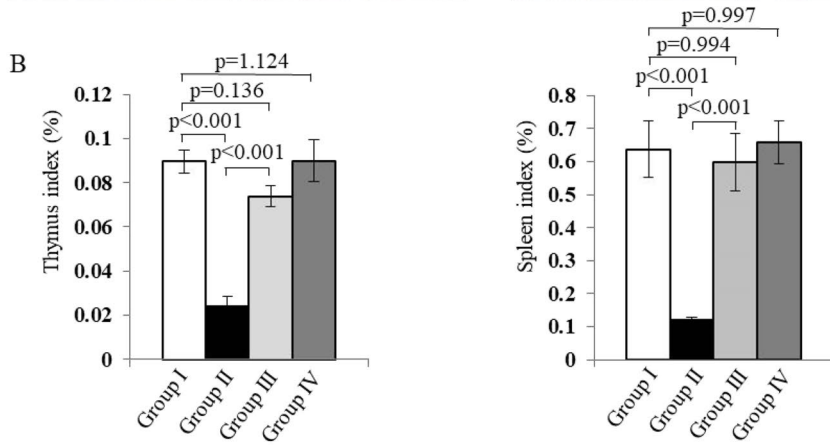 B
p=1.124
p=0.136
p<0.001
p<0.001
Thymus index (%)
0.12
0.1
0.08
0.06
0.04
0.02
0
Group I
Group II
Group III
Group IV
p=0.997
p=0.994
p<0.001
p<0.001
Spleen index (%)
0.8
0.7
0.6
0.5
0.4
0.3
0.2
0.1
0
Group I
Group II
Group III
Group IV